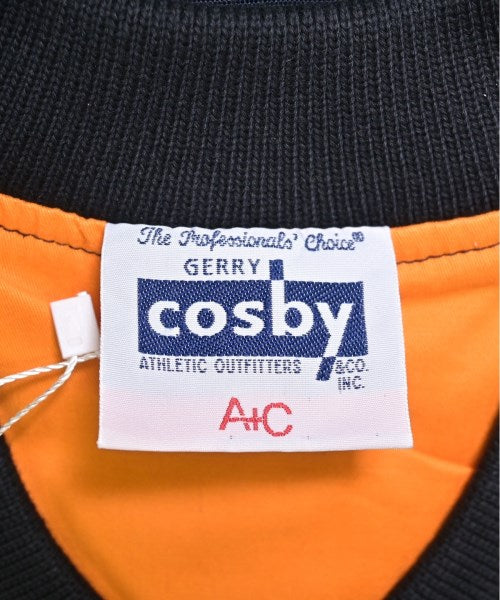 The Professionals' Choice®
GERRY
cosby
ATHLETIC OUTFITTERS &CO.
INC.
A+C